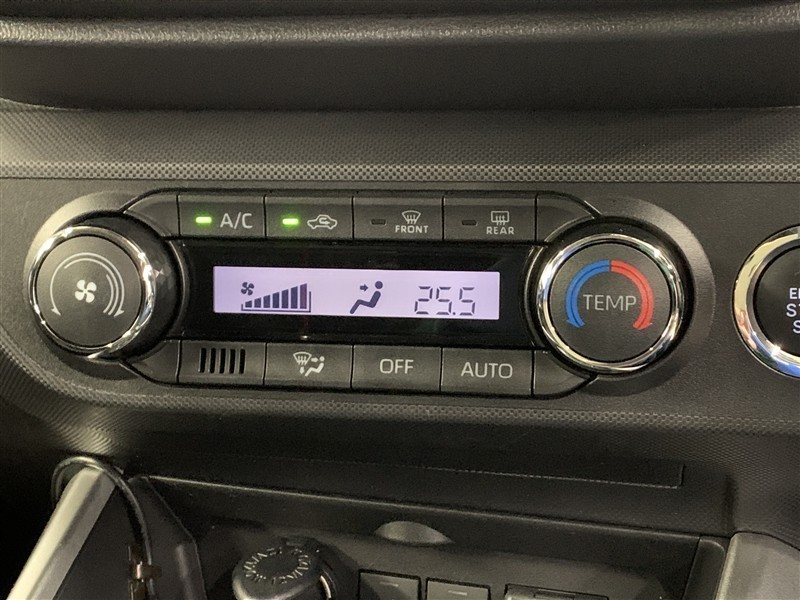 A/C
FRONT
REAR
25.5
TEMP
OFF
AUTO